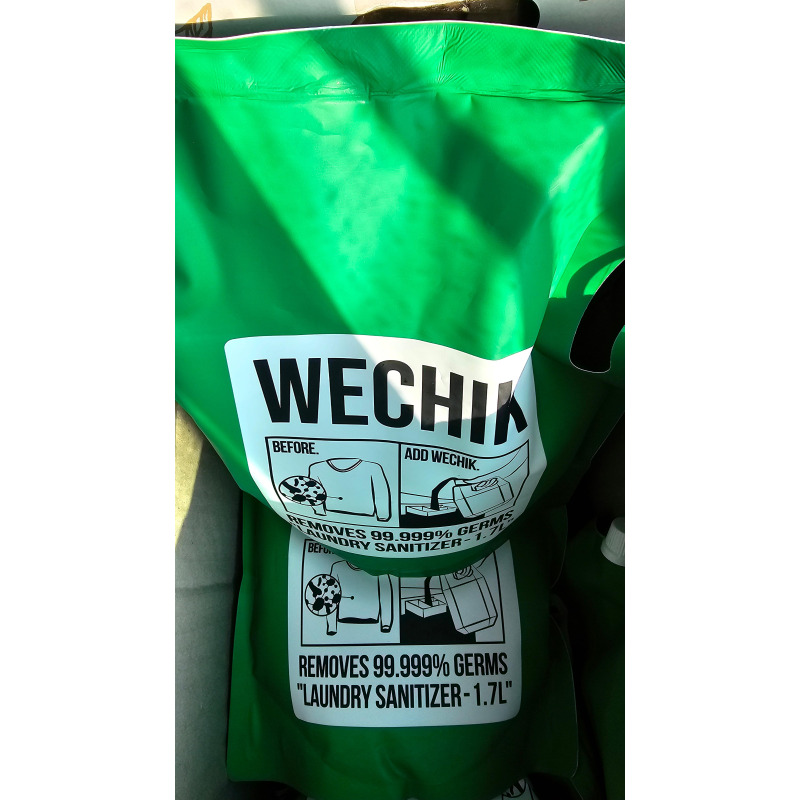 WECHIK
BEFORE.
ADD WECHIK.
REMOVES 99.999% GERMS
"LAUNDRY SANITIZER - 1.7L"
REMOVES 99.999% GERMS
"LAUNDRY SANITIZER - 1.7L"